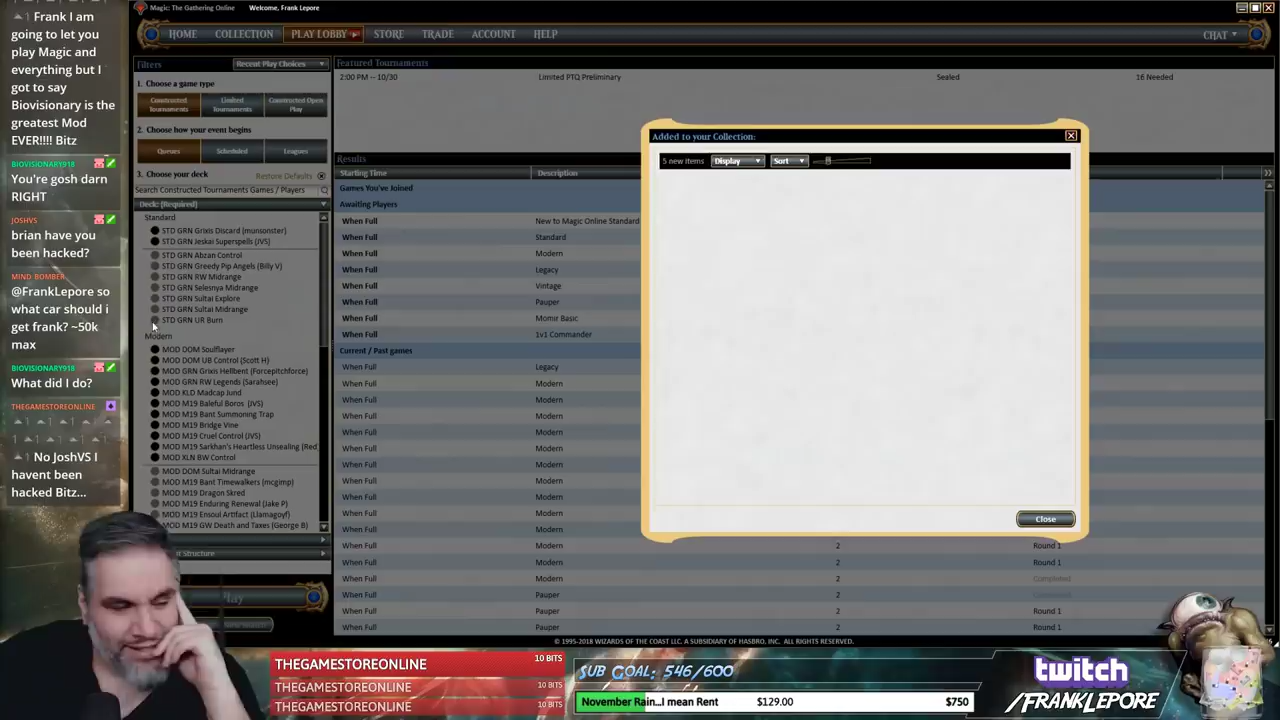 Frank I am
going to let you
play Magic and
everything but I
got to say
Biovisionary is the
greatest Mod
EVER!!!! Bitz
BIOVISIONARY918
You're gosh darn
RIGHT
JOSHVS
brian have you
been hacked?
MIND_BOMBER
@FrankLepore so
what car should i
get frank? ~50k
max
BIOVISIONARY918
What did I do?
THEGAMESTOREONLINE
No JoshVS I
havent been
hacked Bitz...
Magic: The Gathering Online Welcome, Frank Lepore
HOME COLLECTION PLAY LOBBY STORE TRADE ACCOUNT HELP CHAT
Filters Recent Play Choices
1. Choose a game type
Constructed Tournaments Limited Tournaments Constructed Open Play
2. Choose how your event begins
Queues Scheduled Leagues
3. Choose your deck Restore Defaults
Search Constructed Tournaments Games / Players
Deck: (Required)
Standard
STD GRN Grixis Discard (munsonster)
STD GRN Jeskai Superspells (JVS)
STD GRN Abzan Control
STD GRN Greedy Pip Angels (Billy V)
STD GRN RW Midrange
STD GRN Selesnya Midrange
STD GRN Sultai Explore
STD GRN Sultai Midrange
STD GRN UR Burn
Modern
MOD DOM Soulflayer
MOD DOM UB Control (Scott H)
MOD GRN Grixis Hellbent (Forcepitchforce)
MOD GRN RW Legends (Sarahsee)
MOD KLD Madcap Jund
MOD M19 Baleful Boros (JVS)
MOD M19 Bant Summoning Trap
MOD M19 Bridge Vine
MOD M19 Cruel Control (JVS)
MOD M19 Sarkhan's Heartless Unsealing (Red
MOD XLN BW Control
MOD DOM Sultai Midrange
MOD M19 Bant Timewalkers (mcgimp)
MOD M19 Dragon Skred
MOD M19 Enduring Renewal (Jake P)
MOD M19 Ensoul Artifact (Llamagoyf)
MOD M19 GW Death and Taxes (George B)
Structure
Play
Featured Tournaments
2:00 PM -- 10/30 Limited PTQ Preliminary Sealed 16 Needed
Results
Starting Time Description
Games You've Joined
Awaiting Players
When Full New to Magic Online Standard
When Full Standard
When Full Modern
When Full Legacy
When Full Vintage
When Full Pauper
When Full Momir Basic
When Full 1v1 Commander
Current / Past games
When Full Legacy
When Full Modern
When Full Modern
When Full Modern
When Full Modern
When Full Modern
When Full Modern
When Full Modern
When Full Modern
When Full Modern
When Full Modern 2 Round 1
When Full Modern 2 Round 1
When Full Modern 2 Completed
When Full Pauper 2 Completed
When Full Pauper 2 Round 1
When Full Pauper 2 Round 1
Added to your Collection:
5 new items Display Sort
Close
© 1995-2018 WIZARDS OF THE COAST LLC. A SUBSIDIARY OF HASBRO, INC. ALL RIGHTS RESERVED.
THEGAMESTOREONLINE 10 BITS
THEGAMESTOREONLINE 10 BITS
THEGAMESTOREONLINE 10 BITS
SUB GOAL: 546/600
November Rain...I mean Rent $129.00 $750
twitch
/FRANKLEPORE